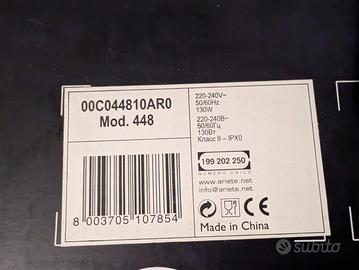 00C044810AR0
Mod. 448
220-240V~
50/60Hz
130W
220-240В~
50/60Гц
130Вт
Класс II – IPX0
199 202 250
NUMERO UNICO
www.ariete.net
info@ariete.net
8 003705 107854
CE
Made in China
subito